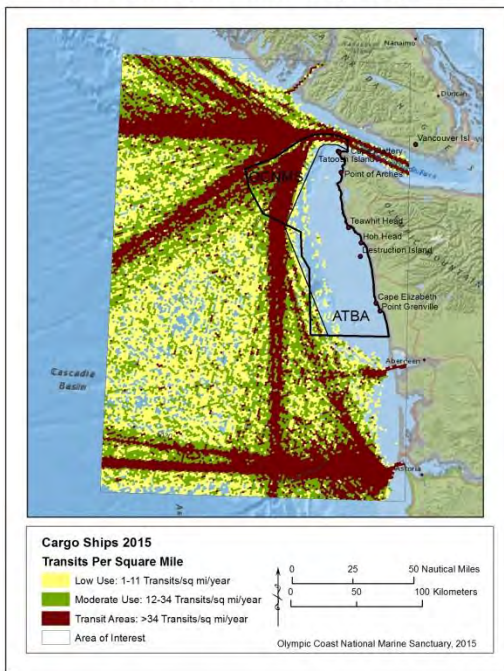 Nanaimo
Duncan
Vancouver Isl
Cape Flattery
Tatoosh Island
Point of Arches
OCNMS
Teawhit Head
Hoh Head
Destruction Island
Cape Elizabeth
Point Grenville
ATBA
Aberdeen
Cascadia
Basin
Astoria
Cargo Ships 2015
Transits Per Square Mile
Low Use: 1-11 Transits/sq mi/year
Moderate Use: 12-34 Transits/sq mi/year
Transit Areas: >34 Transits/sq mi/year
Area of Interest
0 25 50 Nautical Miles
0 50 100 Kilometers
Olympic Coast National Marine Sanctuary, 2015